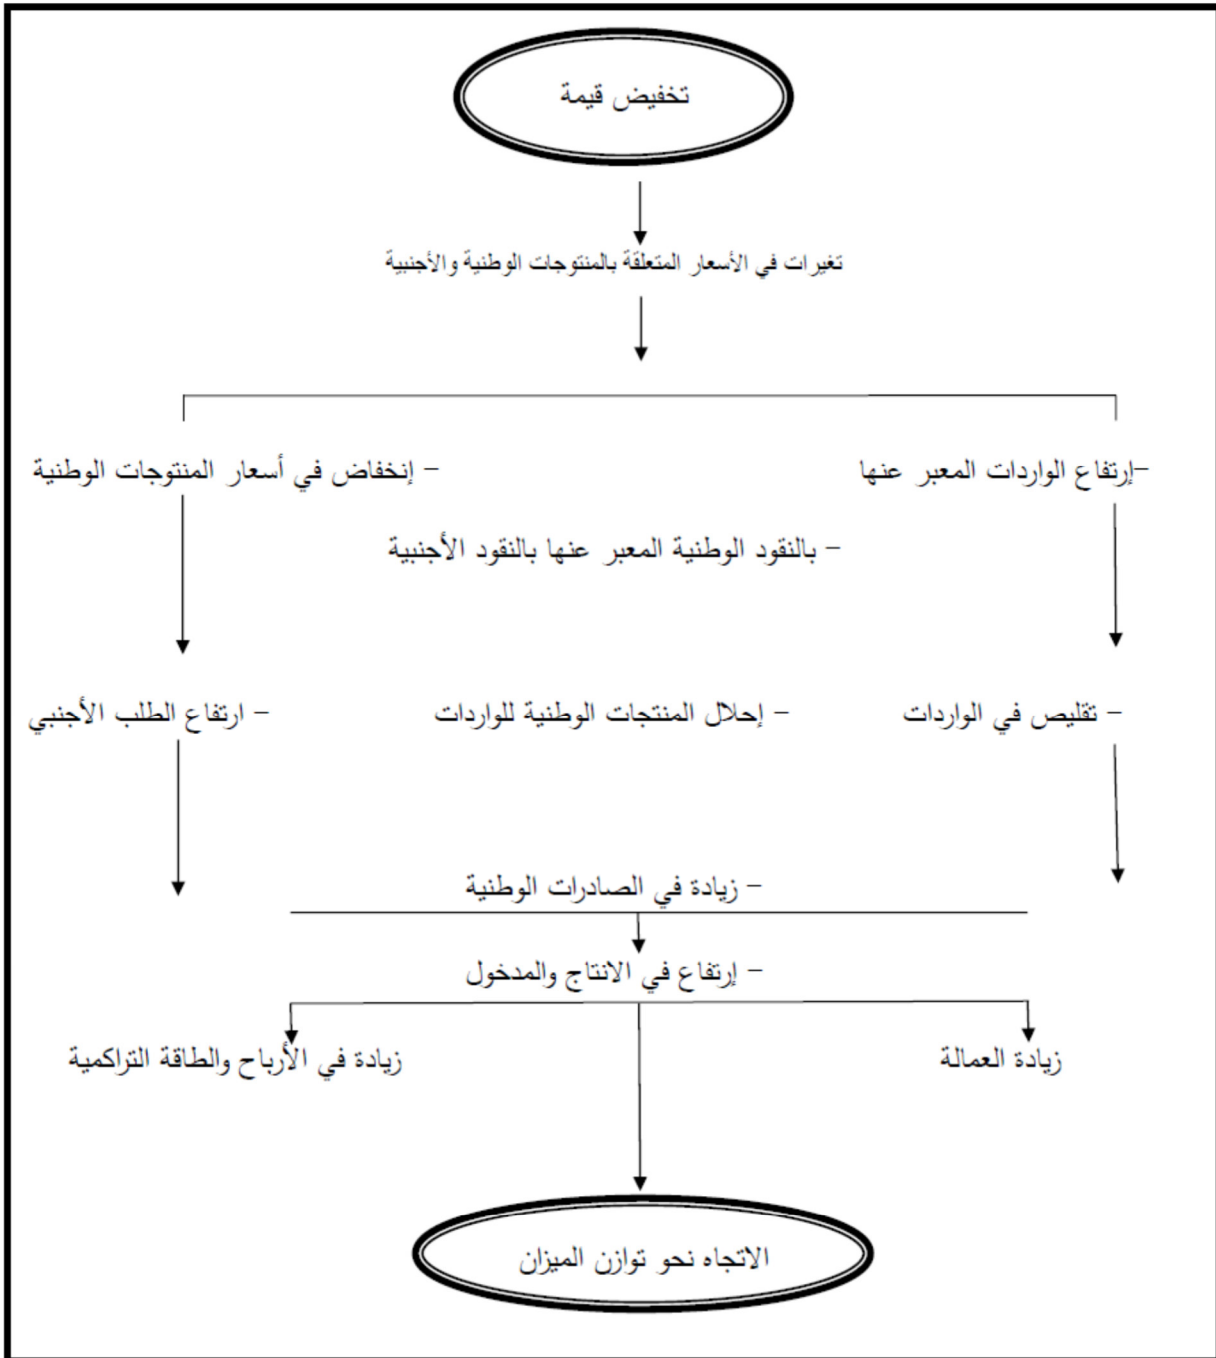 تخفيض قيمة
تغيرات في الأسعار المتعلقة بالمنتوجات الوطنية والأجنبية
–إرتفاع الواردات المعبر عنها
– إنخفاض في أسعار المنتوجات الوطنية
– بالنقود الوطنية المعبر عنها بالنقود الأجنبية
– تقليص في الواردات
– إحلال المنتجات الوطنية للواردات
– ارتفاع الطلب الأجنبي
– زيادة في الصادرات الوطنية
– إرتفاع في الانتاج والمدخول
زيادة العمالة
زيادة في الأرباح والطاقة التراكمية
الاتجاه نحو توازن الميزان